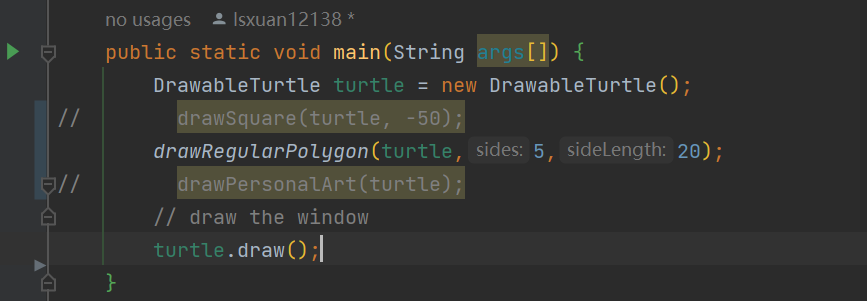 no usages lsxuan12138 *
public static void main(String args[]) {
DrawableTurtle turtle = new DrawableTurtle();
// drawSquare(turtle, -50);
drawRegularPolygon(turtle, sides: 5, sideLength: 20);
// drawPersonalArt(turtle);
// draw the window
turtle.draw();
}